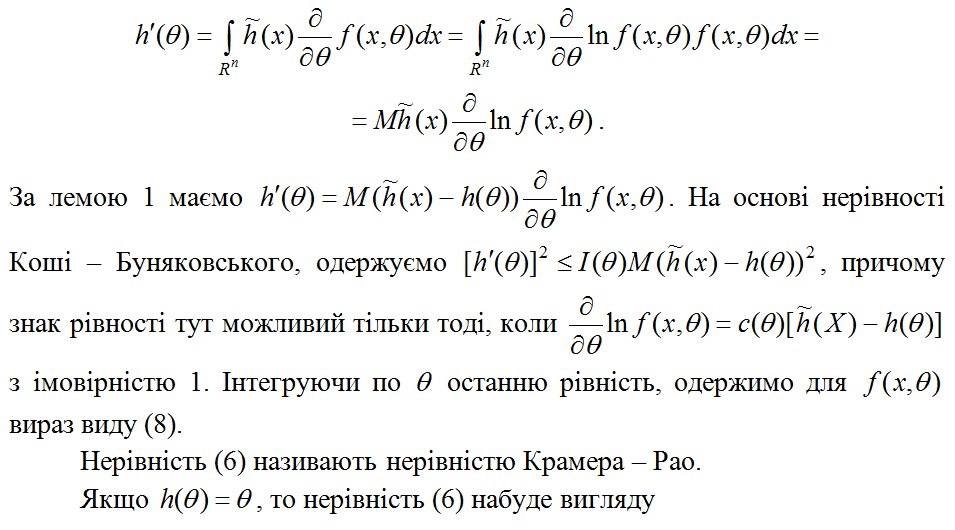 h′(θ) = ∫_{Rⁿ} h̃(x) ∂/∂θ f(x,θ)dx = ∫_{Rⁿ} h̃(x) ∂/∂θ ln f(x,θ) f(x,θ)dx =
= Mh̃(x) ∂/∂θ ln f(x,θ).
За лемою 1 маємо h′(θ) = M(h̃(x) − h(θ)) ∂/∂θ ln f(x,θ). На основі нерівності
Коші – Буняковського, одержуємо [h′(θ)]² ≤ I(θ)M(h̃(x) − h(θ))², причому
знак рівності тут можливий тільки тоді, коли ∂/∂θ ln f(x,θ) = c(θ)[h̃(X) − h(θ)]
з імовірністю 1. Інтегруючи по θ останню рівність, одержимо для f(x,θ)
вираз виду (8).
Нерівність (6) називають нерівністю Крамера – Рао.
Якщо h(θ) = θ, то нерівність (6) набуде вигляду